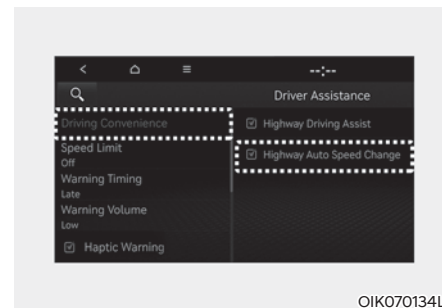 --:--
Driver Assistance
Driving Convenience
Speed Limit
Off
Warning Timing
Late
Warning Volume
Low
Haptic Warning
Highway Driving Assist
Highway Auto Speed Change
OIK070134L